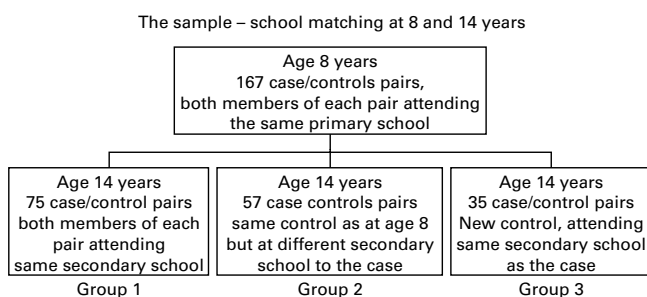 The sample – school matching at 8 and 14 years
Age 8 years
167 case/controls pairs,
both members of each pair attending
the same primary school
Age 14 years
75 case/control pairs
both members of each
pair attending
same secondary school
Group 1
Age 14 years
57 case controls pairs
same control as at age 8
but at different secondary
school to the case
Group 2
Age 14 years
35 case/control pairs
New control, attending
same secondary school
as the case
Group 3